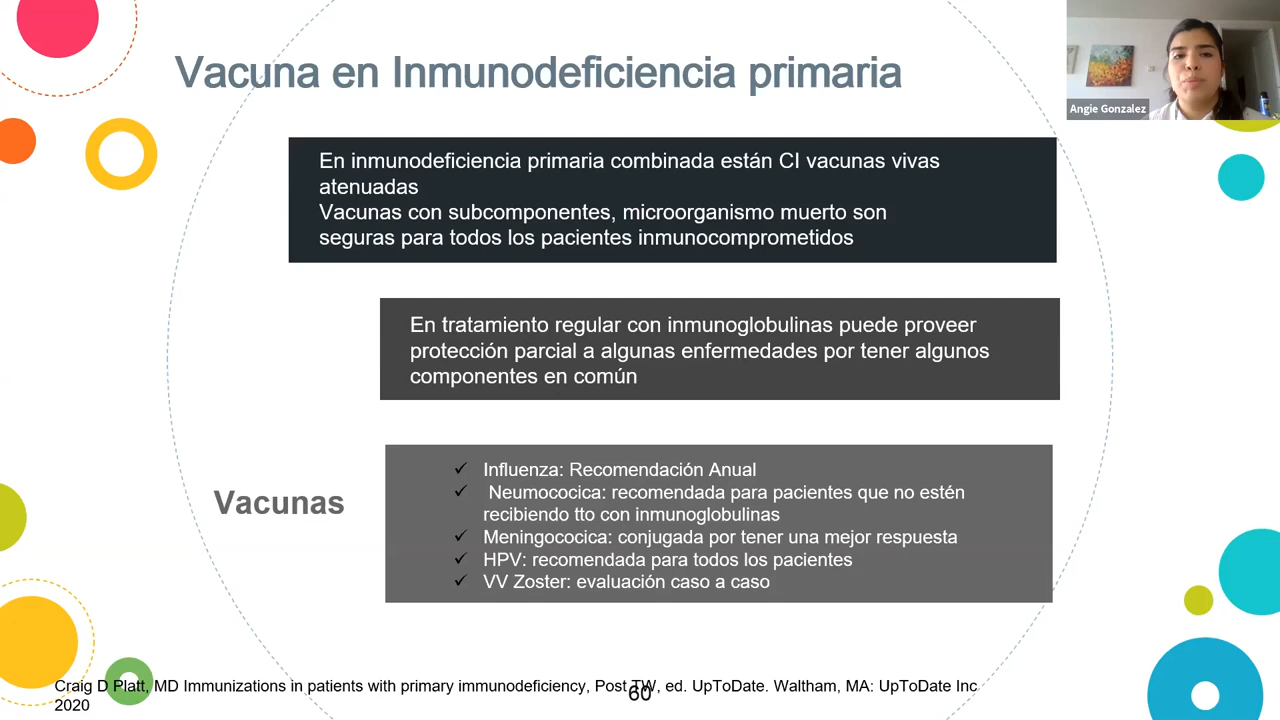 Vacuna en Inmunodeficiencia primaria
Angie Gonzalez
En inmunodeficiencia primaria combinada están CI vacunas vivas
atenuadas
Vacunas con subcomponentes, microorganismo muerto son
seguras para todos los pacientes inmunocomprometidos
En tratamiento regular con inmunoglobulinas puede proveer
protección parcial a algunas enfermedades por tener algunos
componentes en común
Vacunas
✓ Influenza: Recomendación Anual
✓ Neumococica: recomendada para pacientes que no estén
recibiendo tto con inmunoglobulinas
✓ Meningococica: conjugada por tener una mejor respuesta
✓ HPV: recomendada para todos los pacientes
✓ VV Zoster: evaluación caso a caso
Craig D Platt, MD Immunizations in patients with primary immunodeficiency, Post TW, ed. UpToDate. Waltham, MA: UpToDate Inc
2020
60